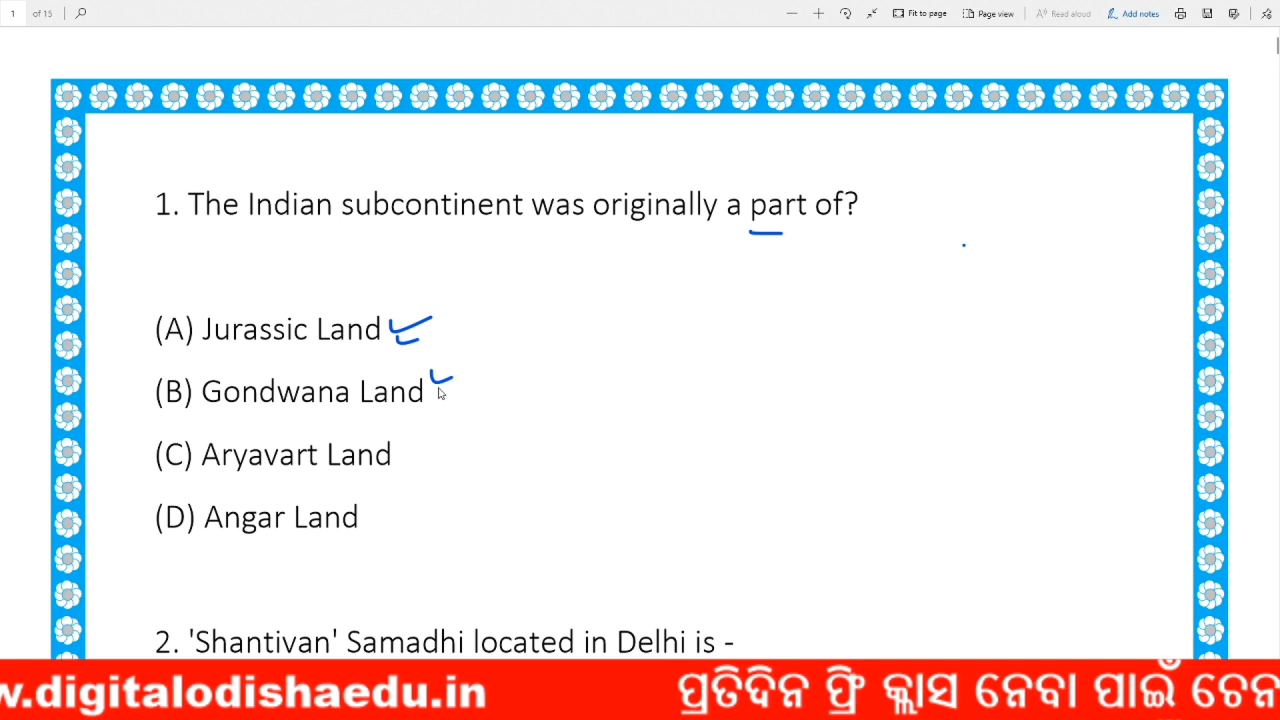 1 of 15 Fit to page Page view Read aloud Add notes
1. The Indian subcontinent was originally a part of?
(A) Jurassic Land
(B) Gondwana Land
(C) Aryavart Land
(D) Angar Land
2. 'Shantivan' Samadhi located in Delhi is -
w.digitalodishaedu.in ପ୍ରତିଦିନ ଫ୍ରି କ୍ଲାସ ନେବା ପାଇଁ ଚେନ